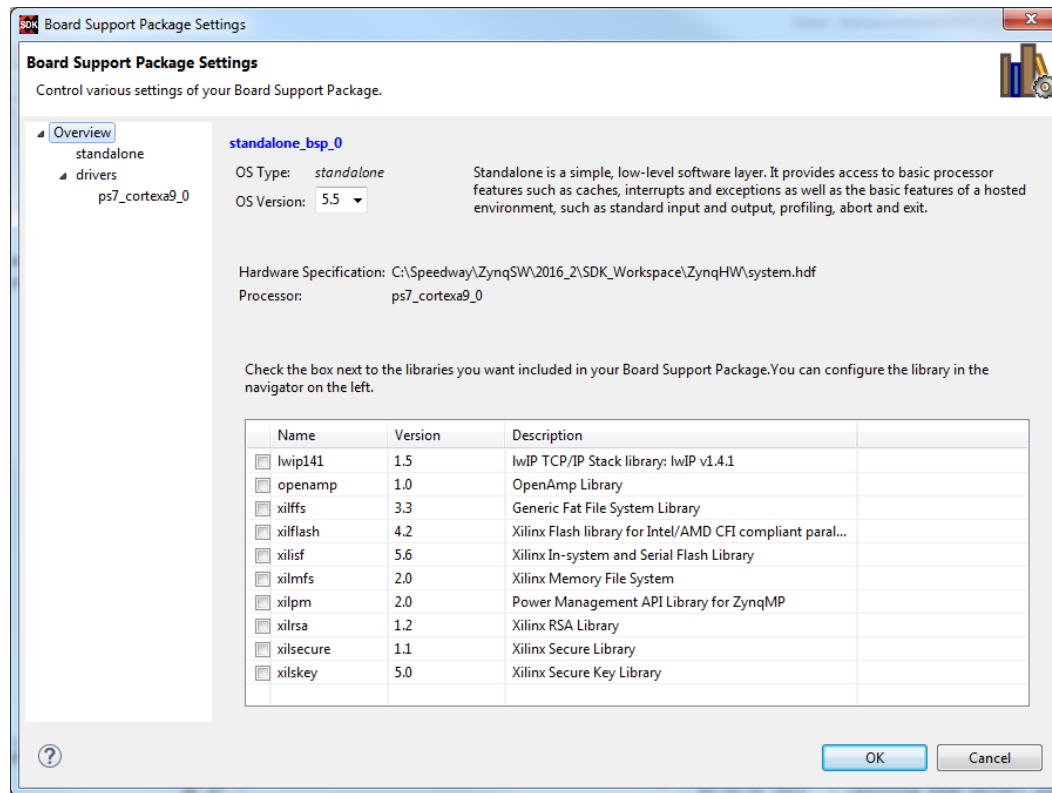 SDK Board Support Package Settings
Board Support Package Settings
Control various settings of your Board Support Package.
Overview
standalone
drivers
ps7_cortexa9_0
standalone_bsp_0
OS Type: standalone
OS Version: 5.5
Standalone is a simple, low-level software layer. It provides access to basic processor
features such as caches, interrupts and exceptions as well as the basic features of a hosted
environment, such as standard input and output, profiling, abort and exit.
Hardware Specification: C:\Speedway\ZynqSW\2016_2\SDK_Workspace\ZynqHW\system.hdf
Processor: ps7_cortexa9_0
Check the box next to the libraries you want included in your Board Support Package.You can configure the library in the
navigator on the left.
Name Version Description
lwip141 1.5 lwIP TCP/IP Stack library: lwIP v1.4.1
openamp 1.0 OpenAmp Library
xilffs 3.3 Generic Fat File System Library
xilflash 4.2 Xilinx Flash library for Intel/AMD CFI compliant paral...
xilisf 5.6 Xilinx In-system and Serial Flash Library
xilmfs 2.0 Xilinx Memory File System
xilpm 2.0 Power Management API Library for ZynqMP
xilrsa 1.2 Xilinx RSA Library
xilsecure 1.1 Xilinx Secure Library
xilskey 5.0 Xilinx Secure Key Library
?
OK Cancel